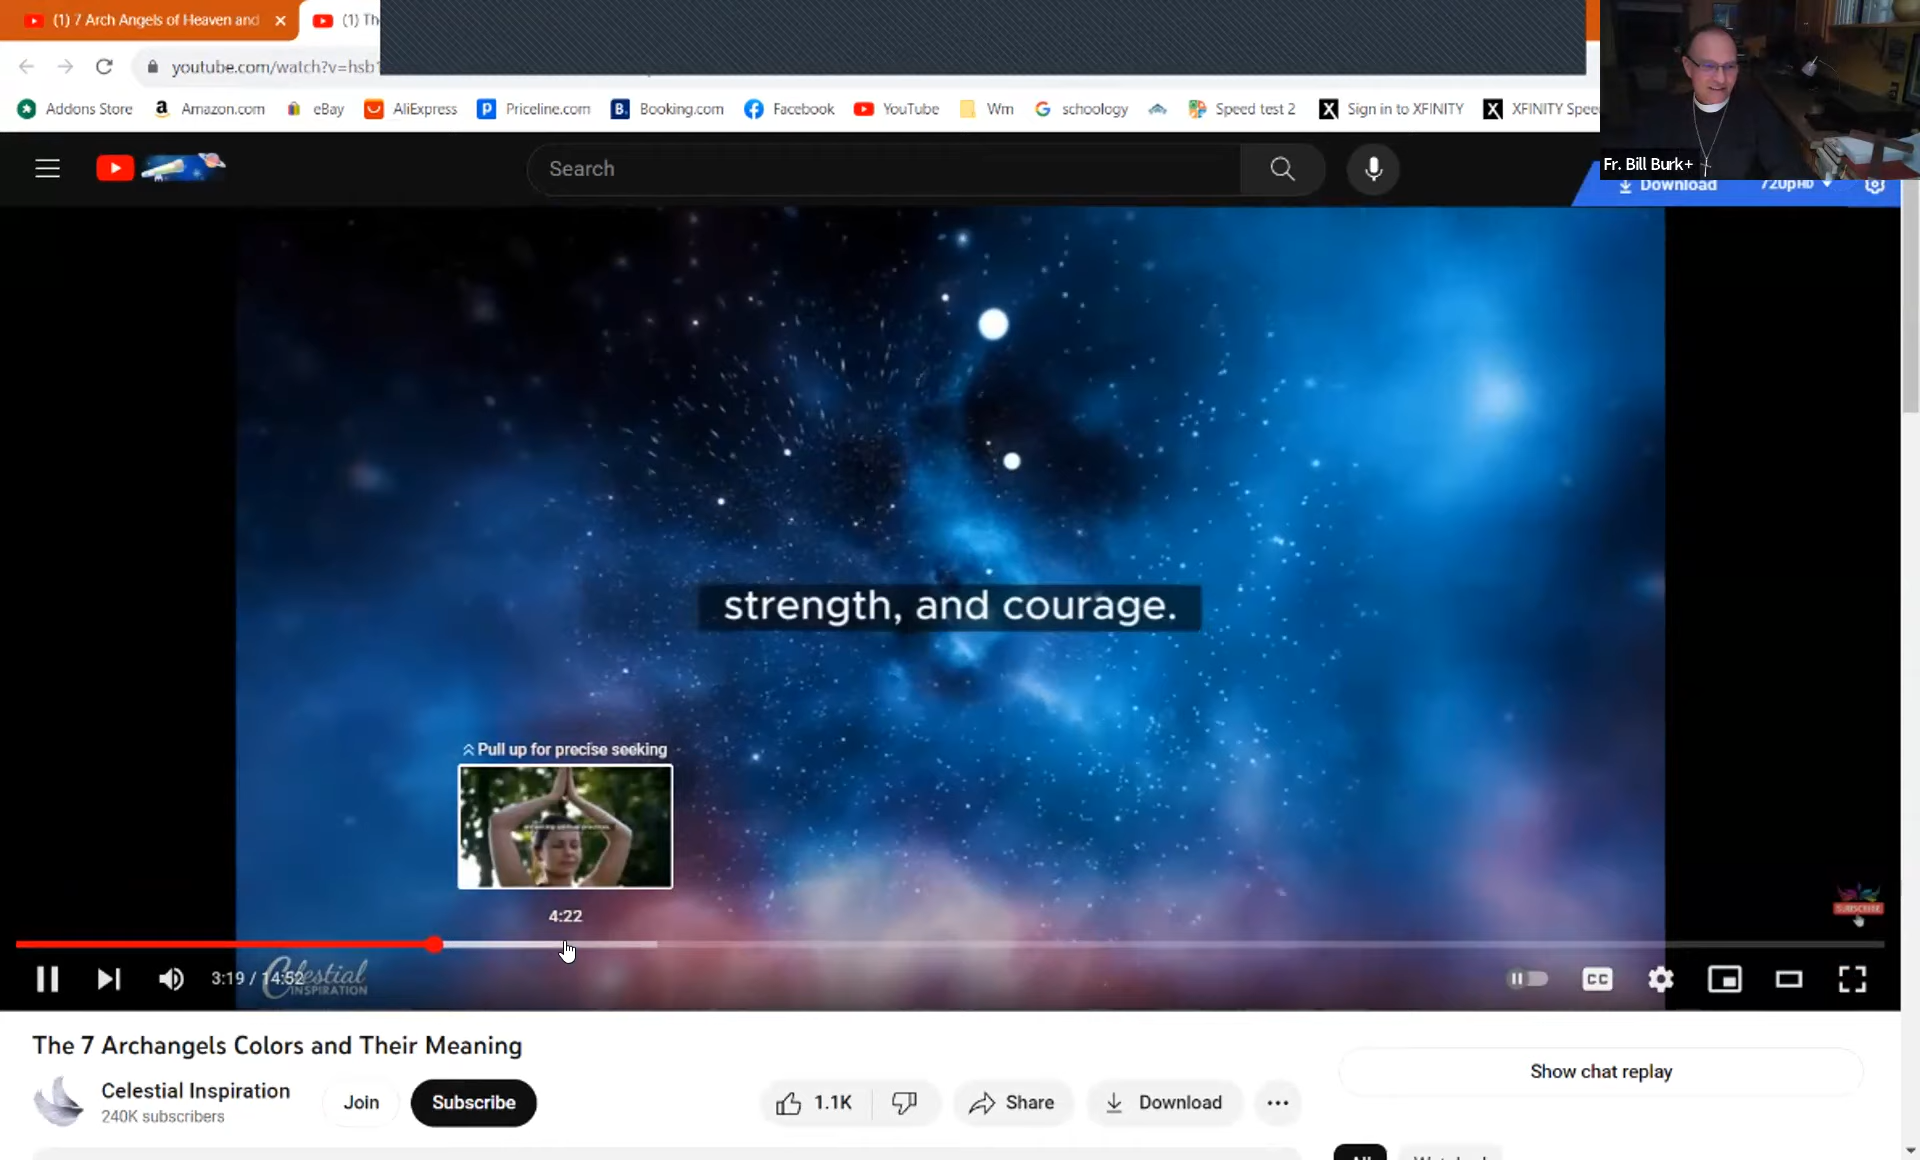 (1) 7 Arch Angels of Heaven and
(1) Th
youtube.com/watch?v=hsb
Addons Store
Amazon.com
eBay
AliExpress
Priceline.com
Booking.com
Facebook
YouTube
Wm
schoology
Speed test 2
Sign in to XFINITY
XFINITY Spee
Fr. Bill Burk+
Search
Download
720pHD
strength, and courage.
Pull up for precise seeking
4:22
SUBSCRIBE
3:19 / 14:52
Celestial
INSPIRATION
CC
The 7 Archangels Colors and Their Meaning
Celestial Inspiration
240K subscribers
Join
Subscribe
1.1K
Share
Download
Show chat replay